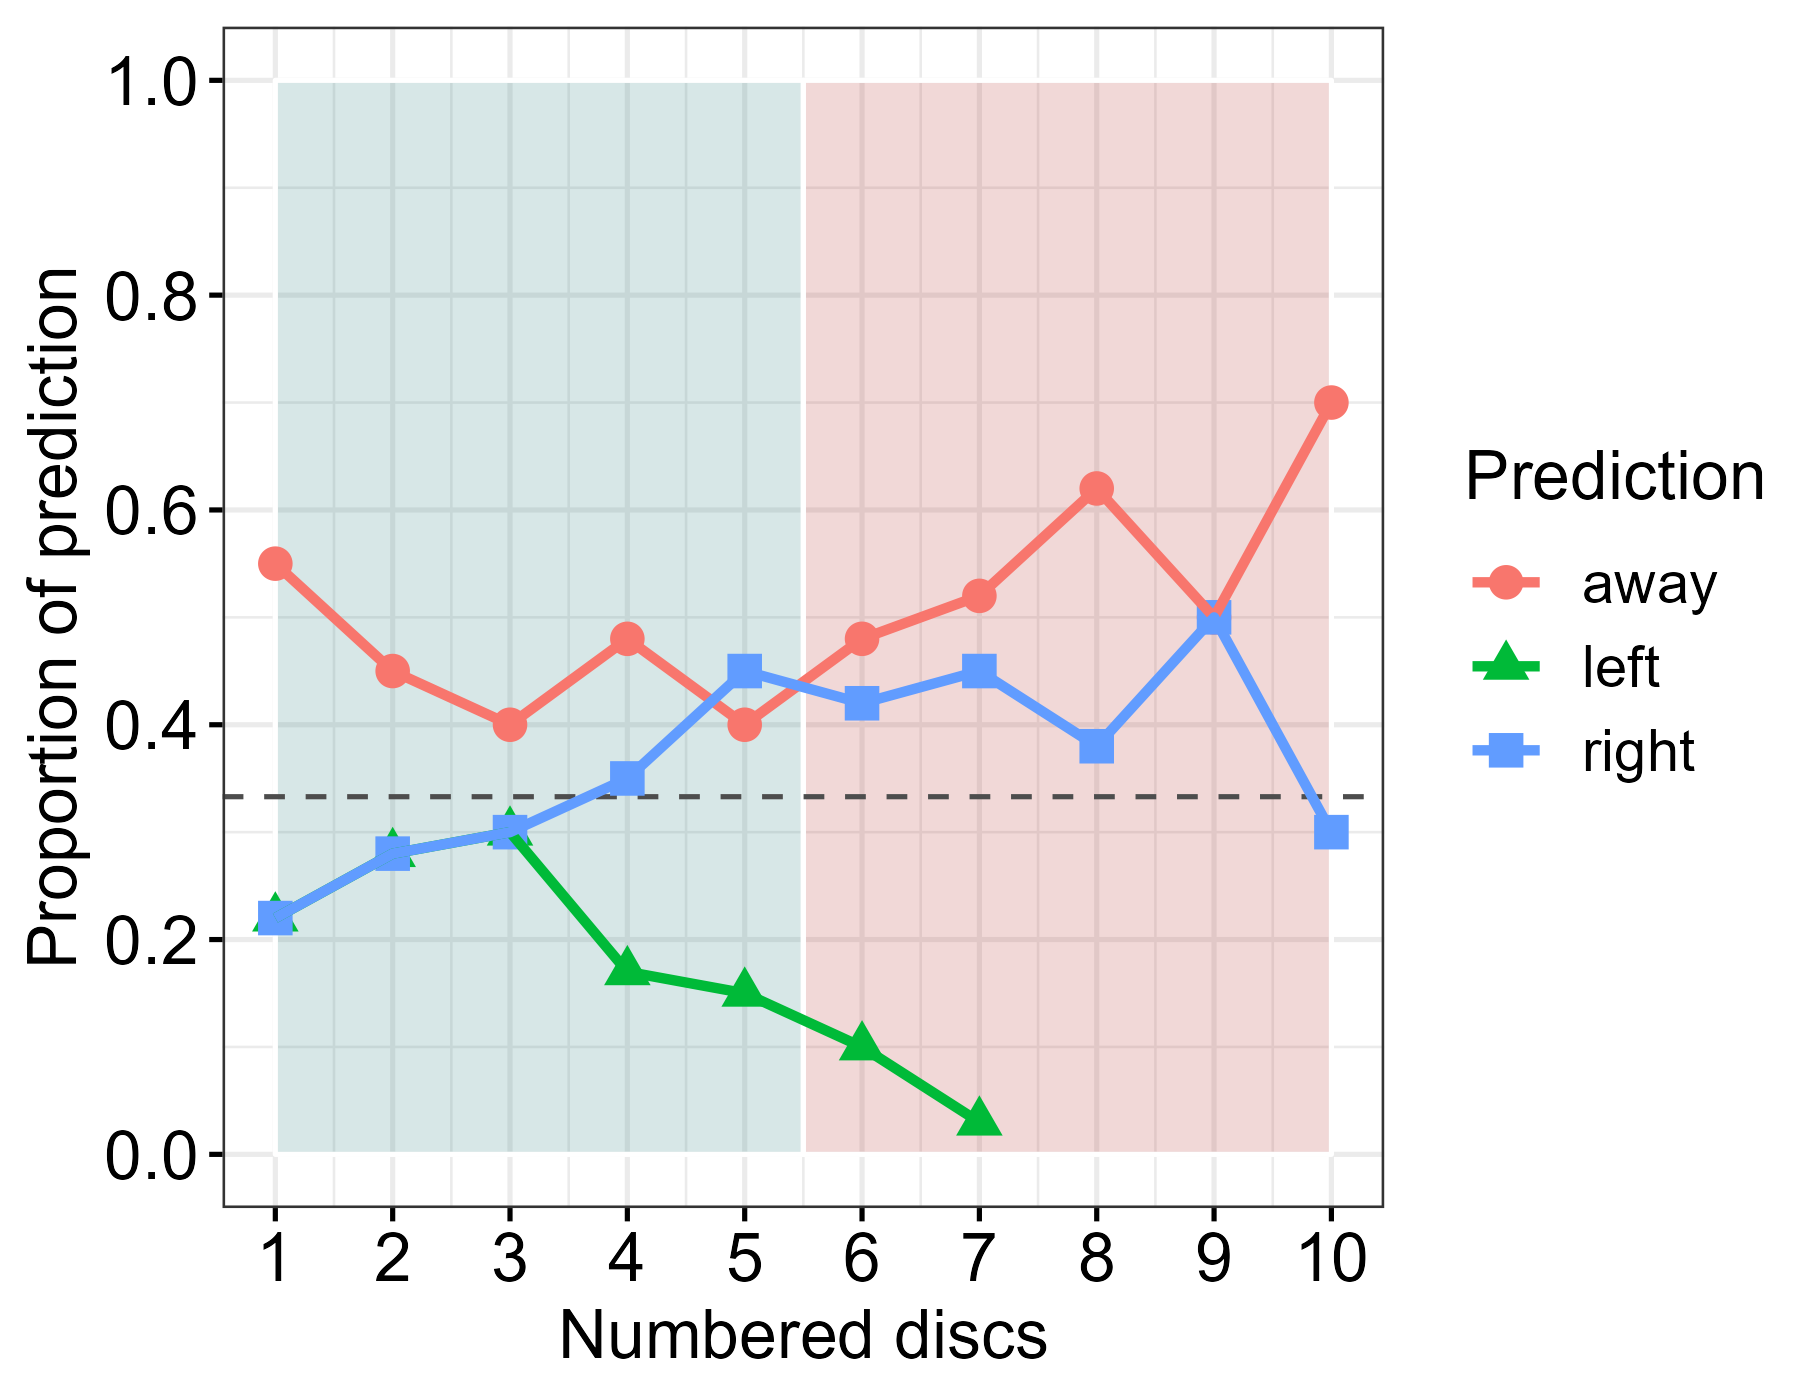 1.0
0.8
0.6
0.4
0.2
0.0
Proportion of prediction
1 2 3 4 5 6 7 8 9 10
Numbered discs
Prediction
away
left
right